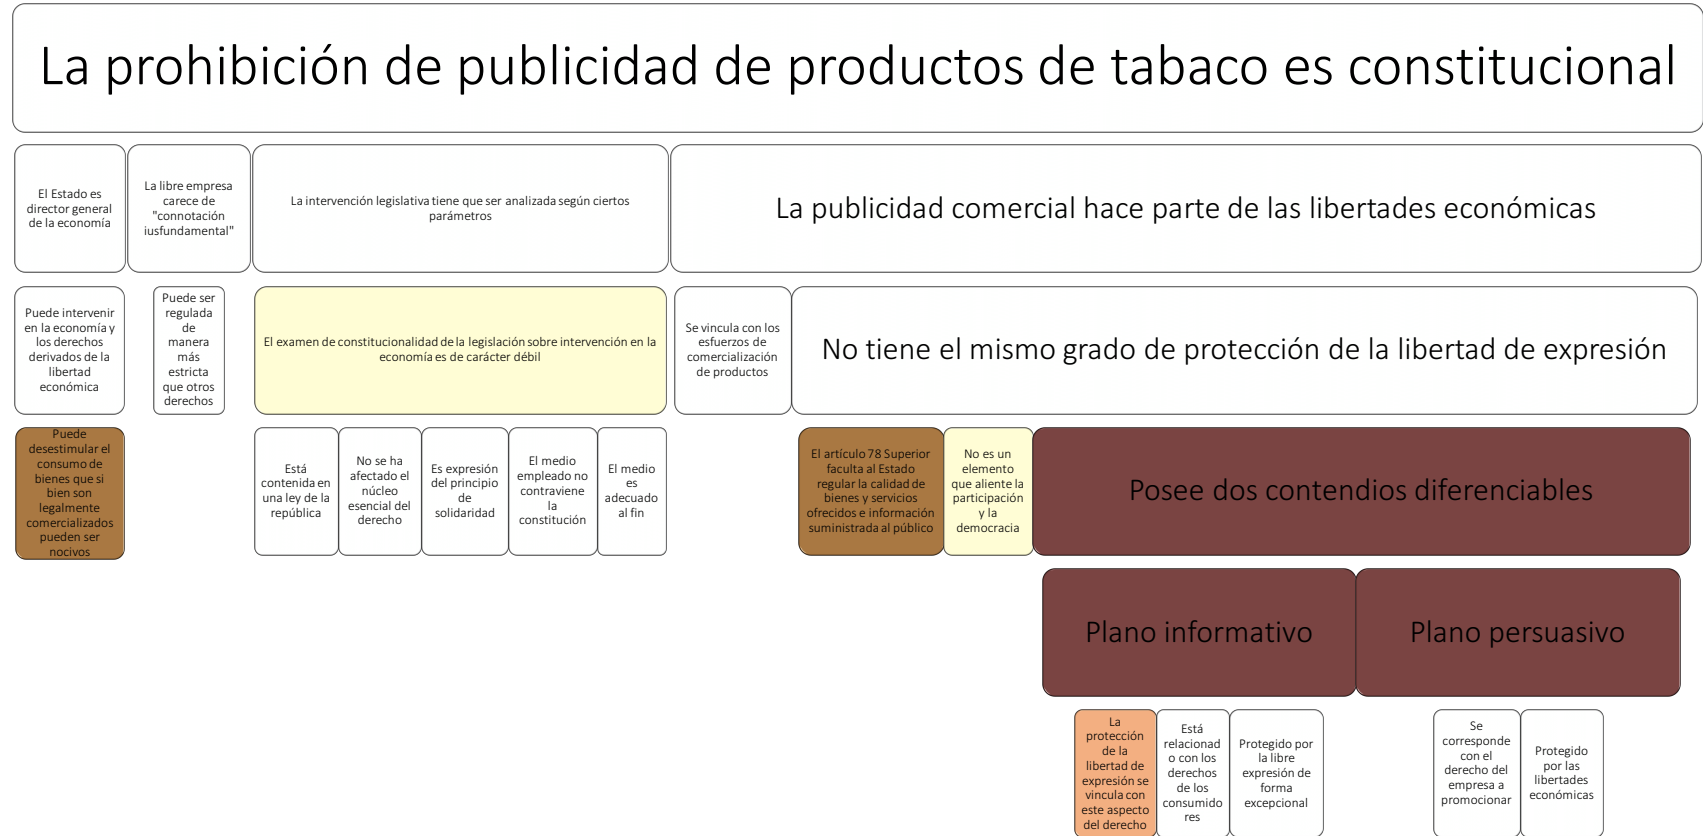 La prohibición de publicidad de productos de tabaco es constitucional
El Estado es
director general
de la economía
La libre empresa
carece de
"connotación
iusfundamental"
La intervención legislativa tiene que ser analizada según ciertos
parámetros
La publicidad comercial hace parte de las libertades económicas
Puede intervenir
en la economía y
los derechos
derivados de la
libertad
económica
Puede ser
regulada
de
manera
más
estricta
que otros
derechos
El examen de constitucionalidad de la legislación sobre intervención en la
economía es de carácter débil
Se vincula con los
esfuerzos de
comercialización
de productos
No tiene el mismo grado de protección de la libertad de expresión
Puede
desestimular el
consumo de
bienes que si
bien son
legalmente
comercializados
pueden ser
nocivos
Está
contenida en
una ley de la
república
No se ha
afectado el
núcleo
esencial del
derecho
Es expresión
del principio
de
solidaridad
El medio
empleado no
contraviene
la
constitución
El medio
es
adecuado
al fin
El artículo 78 Superior
faculta al Estado
regular la calidad de
bienes y servicios
ofrecidos e información
suministrada al público
No es un
elemento
que aliente la
participación
y la
democracia
Posee dos contendios diferenciables
Plano informativo
Plano persuasivo
La
protección
de la
libertad de
expresión se
vincula con
este aspecto
del derecho
Está
relacionad
o con los
derechos
de los
consumido
res
Protegido por
la libre
expresión de
forma
excepcional
Se
corresponde
con el
derecho del
empresa a
promocionar
Protegido
por las
libertades
económicas